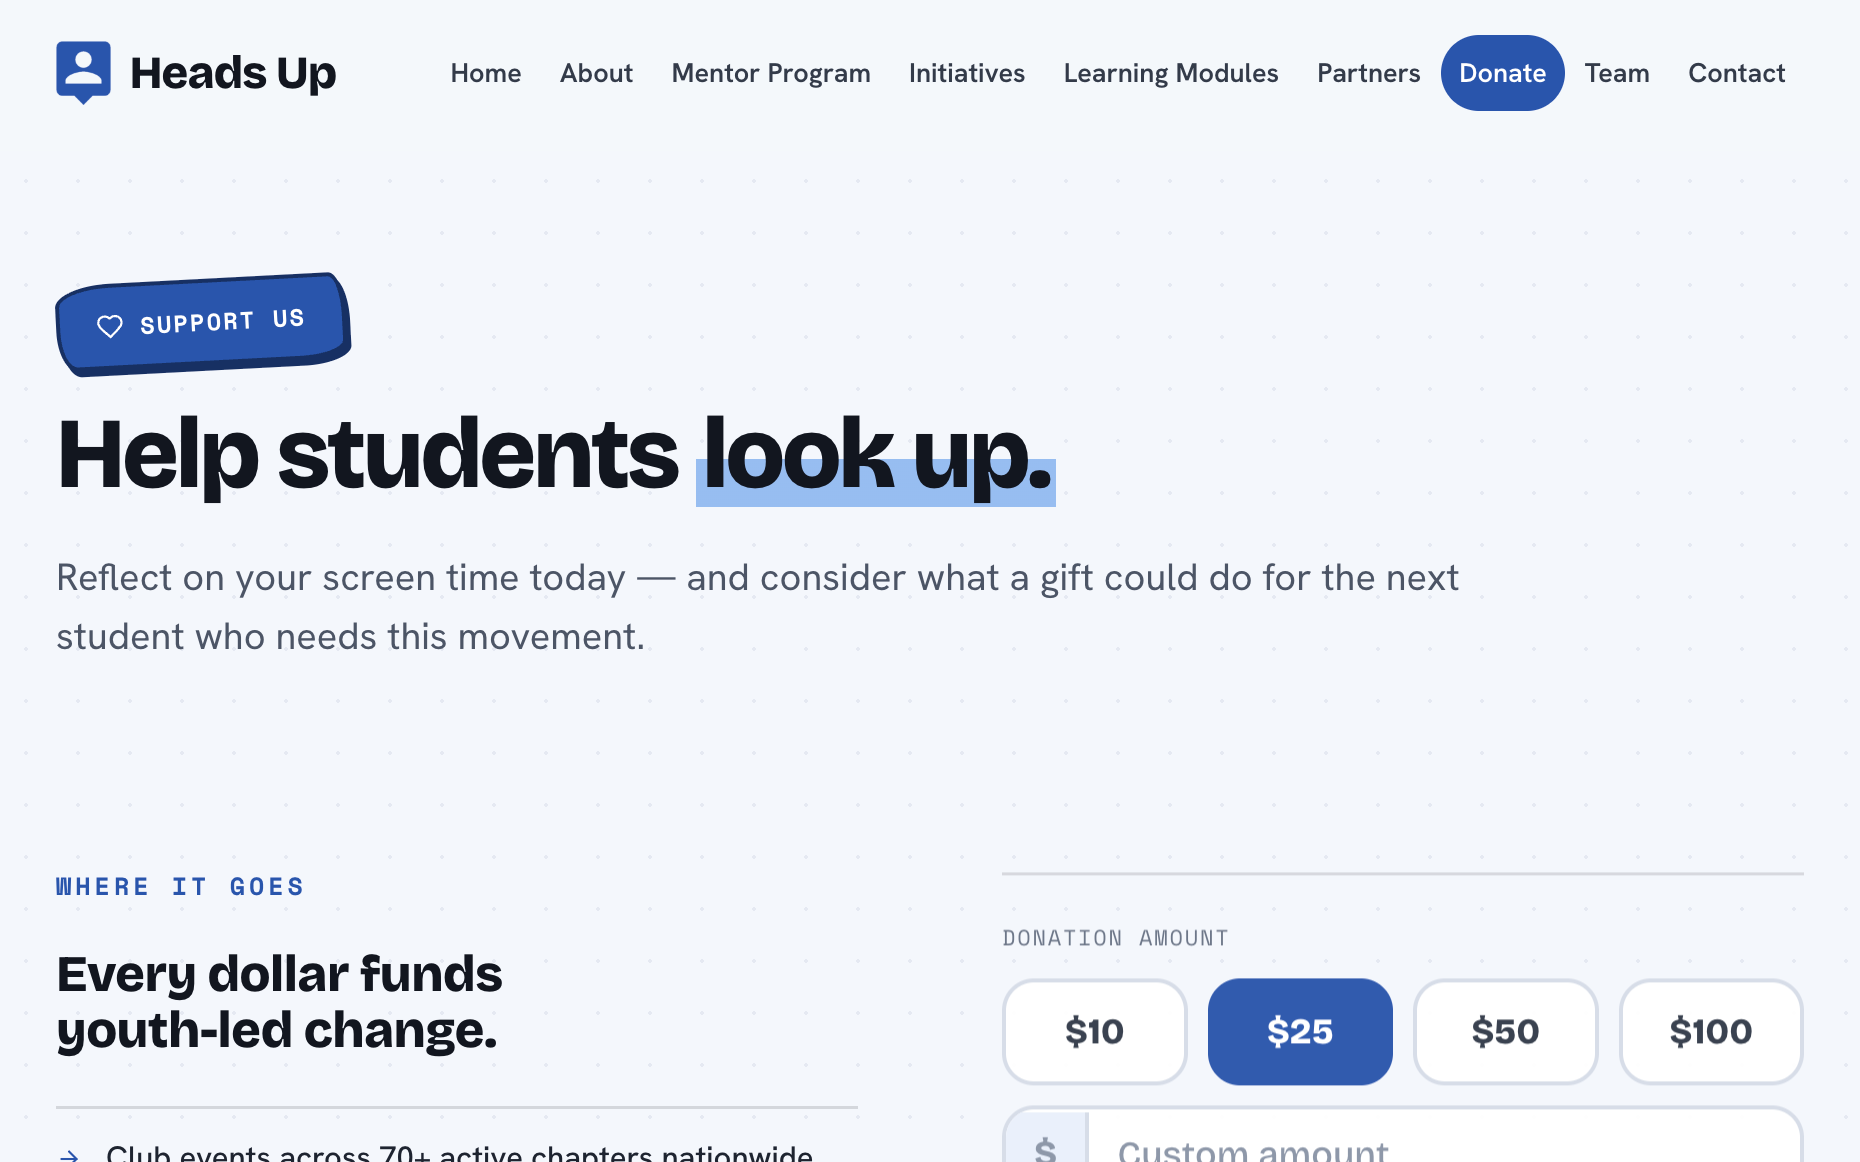 Heads Up
Home About Mentor Program Initiatives Learning Modules Partners Donate Team Contact
SUPPORT US
Help students look up.
Reflect on your screen time today — and consider what a gift could do for the next
student who needs this movement.
WHERE IT GOES
Every dollar funds
youth-led change.
→ Club events across 70+ active chapters nationwide
DONATION AMOUNT
$10 $25 $50 $100
$ Custom amount